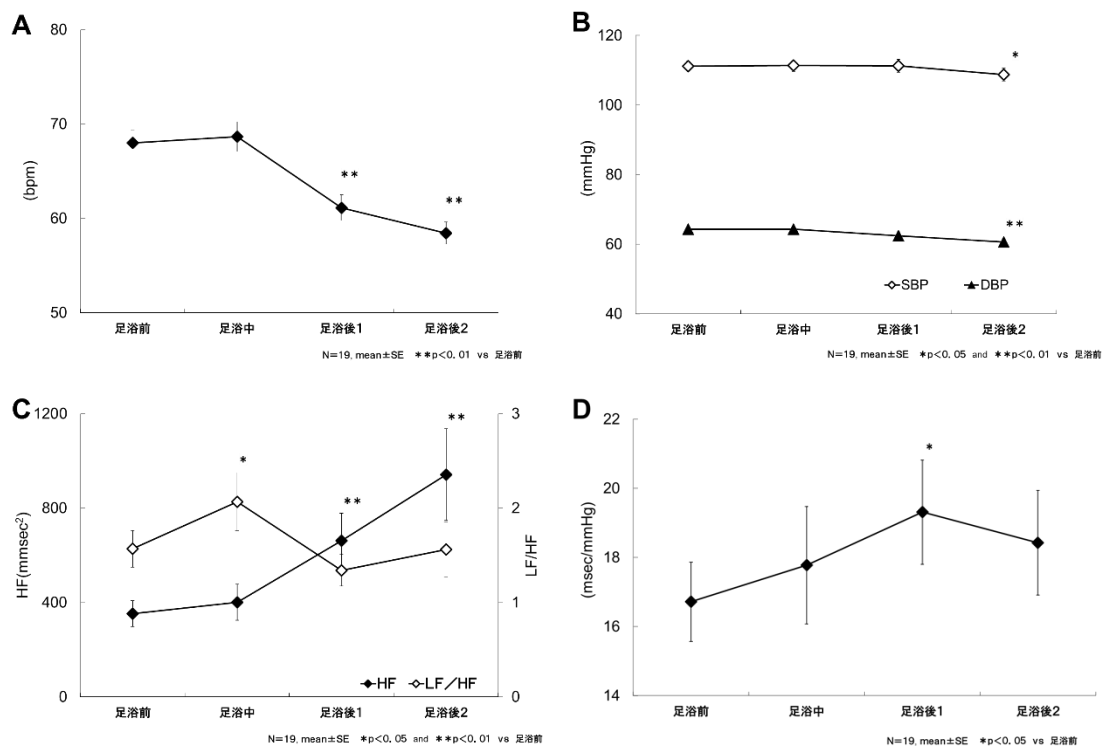 A
80
70
60
50
(bpm)
足浴前 足浴中 足浴後1 足浴後2
** **
N=19, mean±SE **p<0.01 vs 足浴前
B
120
100
80
60
40
(mmHg)
*
**
SBP DBP
足浴前 足浴中 足浴後1 足浴後2
N=19, mean±SE *p<0.05 and **p<0.01 vs 足浴前
C
1200
800
400
0
HF(mmsec²)
3
2
1
0
LF/HF
* ** **
HF LF/HF
足浴前 足浴中 足浴後1 足浴後2
N=19, mean±SE *p<0.05 and **p<0.01 vs 足浴前
D
22
20
18
16
14
(msec/mmHg)
*
足浴前 足浴中 足浴後1 足浴後2
N=19, mean±SE *p<0.05 vs 足浴前